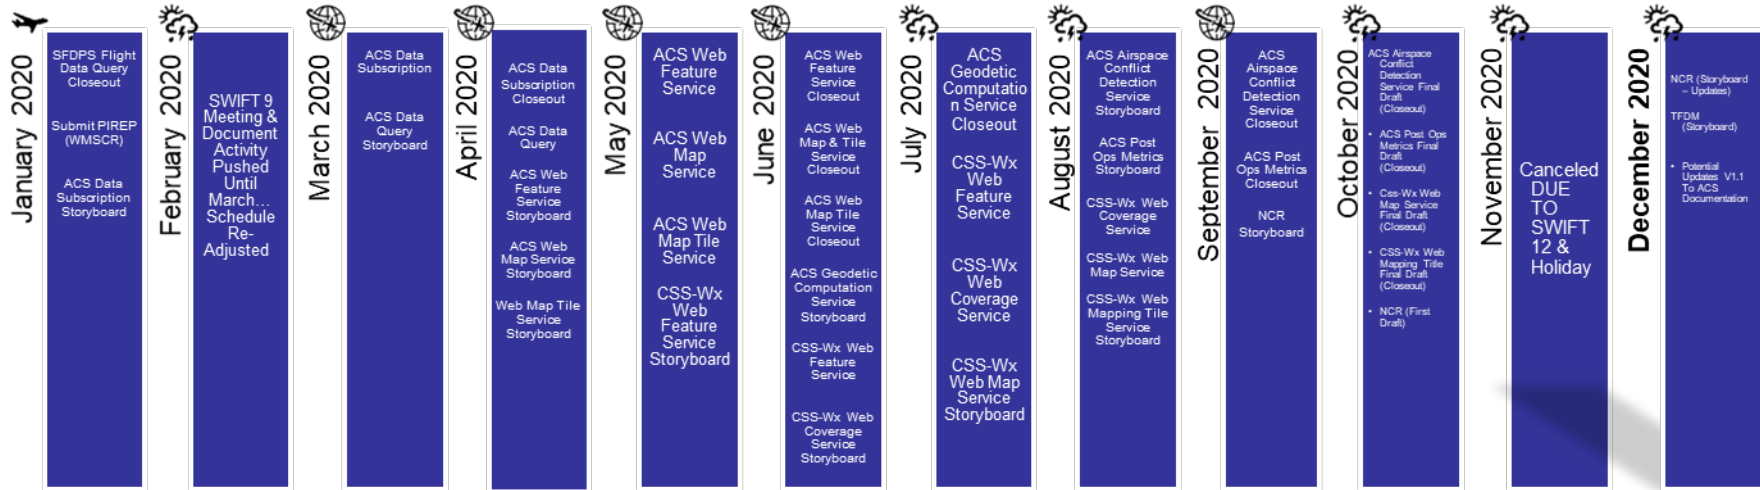 January 2020
SFDPS Flight
Data Query
Closeout
Submit PIREP
(WMSCR)
ACS Data
Subscription
Storyboard
February 2020
SWIFT 9
Meeting &
Document
Activity
Pushed
Until
March…
Schedule
Re-
Adjusted
March 2020
ACS Data
Subscription
ACS Data
Query
Storyboard
April 2020
ACS Data
Subscription
Closeout
ACS Data
Query
ACS Web
Feature
Service
Storyboard
ACS Web
Map Service
Storyboard
Web Map Tile
Service
Storyboard
May 2020
ACS Web
Feature
Service
ACS Web
Map
Service
ACS Web
Map Tile
Service
CSS-Wx
Web
Feature
Service
Storyboard
June 2020
ACS Web
Feature
Service
Closeout
ACS Web
Map & Tile
Service
Closeout
ACS Web
Map Tile
Service
Closeout
ACS Geodetic
Computation
Service
Storyboard
CSS-Wx Web
Feature
Service
CSS-Wx Web
Coverage
Service
Storyboard
July 2020
ACS
Geodetic
Computatio
n Service
Closeout
CSS-Wx
Web
Feature
Service
CSS-Wx
Web
Coverage
Service
CSS-Wx
Web Map
Service
Storyboard
August 2020
ACS Airspace
Conflict
Detection
Service
Storyboard
ACS Post
Ops Metrics
Storyboard
CSS-Wx Web
Coverage
Service
CSS-Wx Web
Map Service
CSS-Wx Web
Mapping Tile
Service
Storyboard
September 2020
ACS
Airspace
Conflict
Detection
Service
Closeout
ACS Post
Ops Metrics
Closeout
NCR
Storyboard
October 2020
ACS Airspace
Conflict
Detection
Service Final
Draft
(Closeout)
• ACS Post Ops
Metrics Final
Draft
(Closeout)
• Css-Wx Web
Map Service
Final Draft
(Closeout)
• CSS-Wx Web
Mapping Title
Final Draft
(Closeout)
• NCR (First
Draft)
November 2020
Canceled
DUE
TO
SWIFT
12 &
Holiday
December 2020
NCR (Storyboard
– Updates)
TFDM
(Storyboard)
• Potential
Updates V1.1
To ACS
Documentation